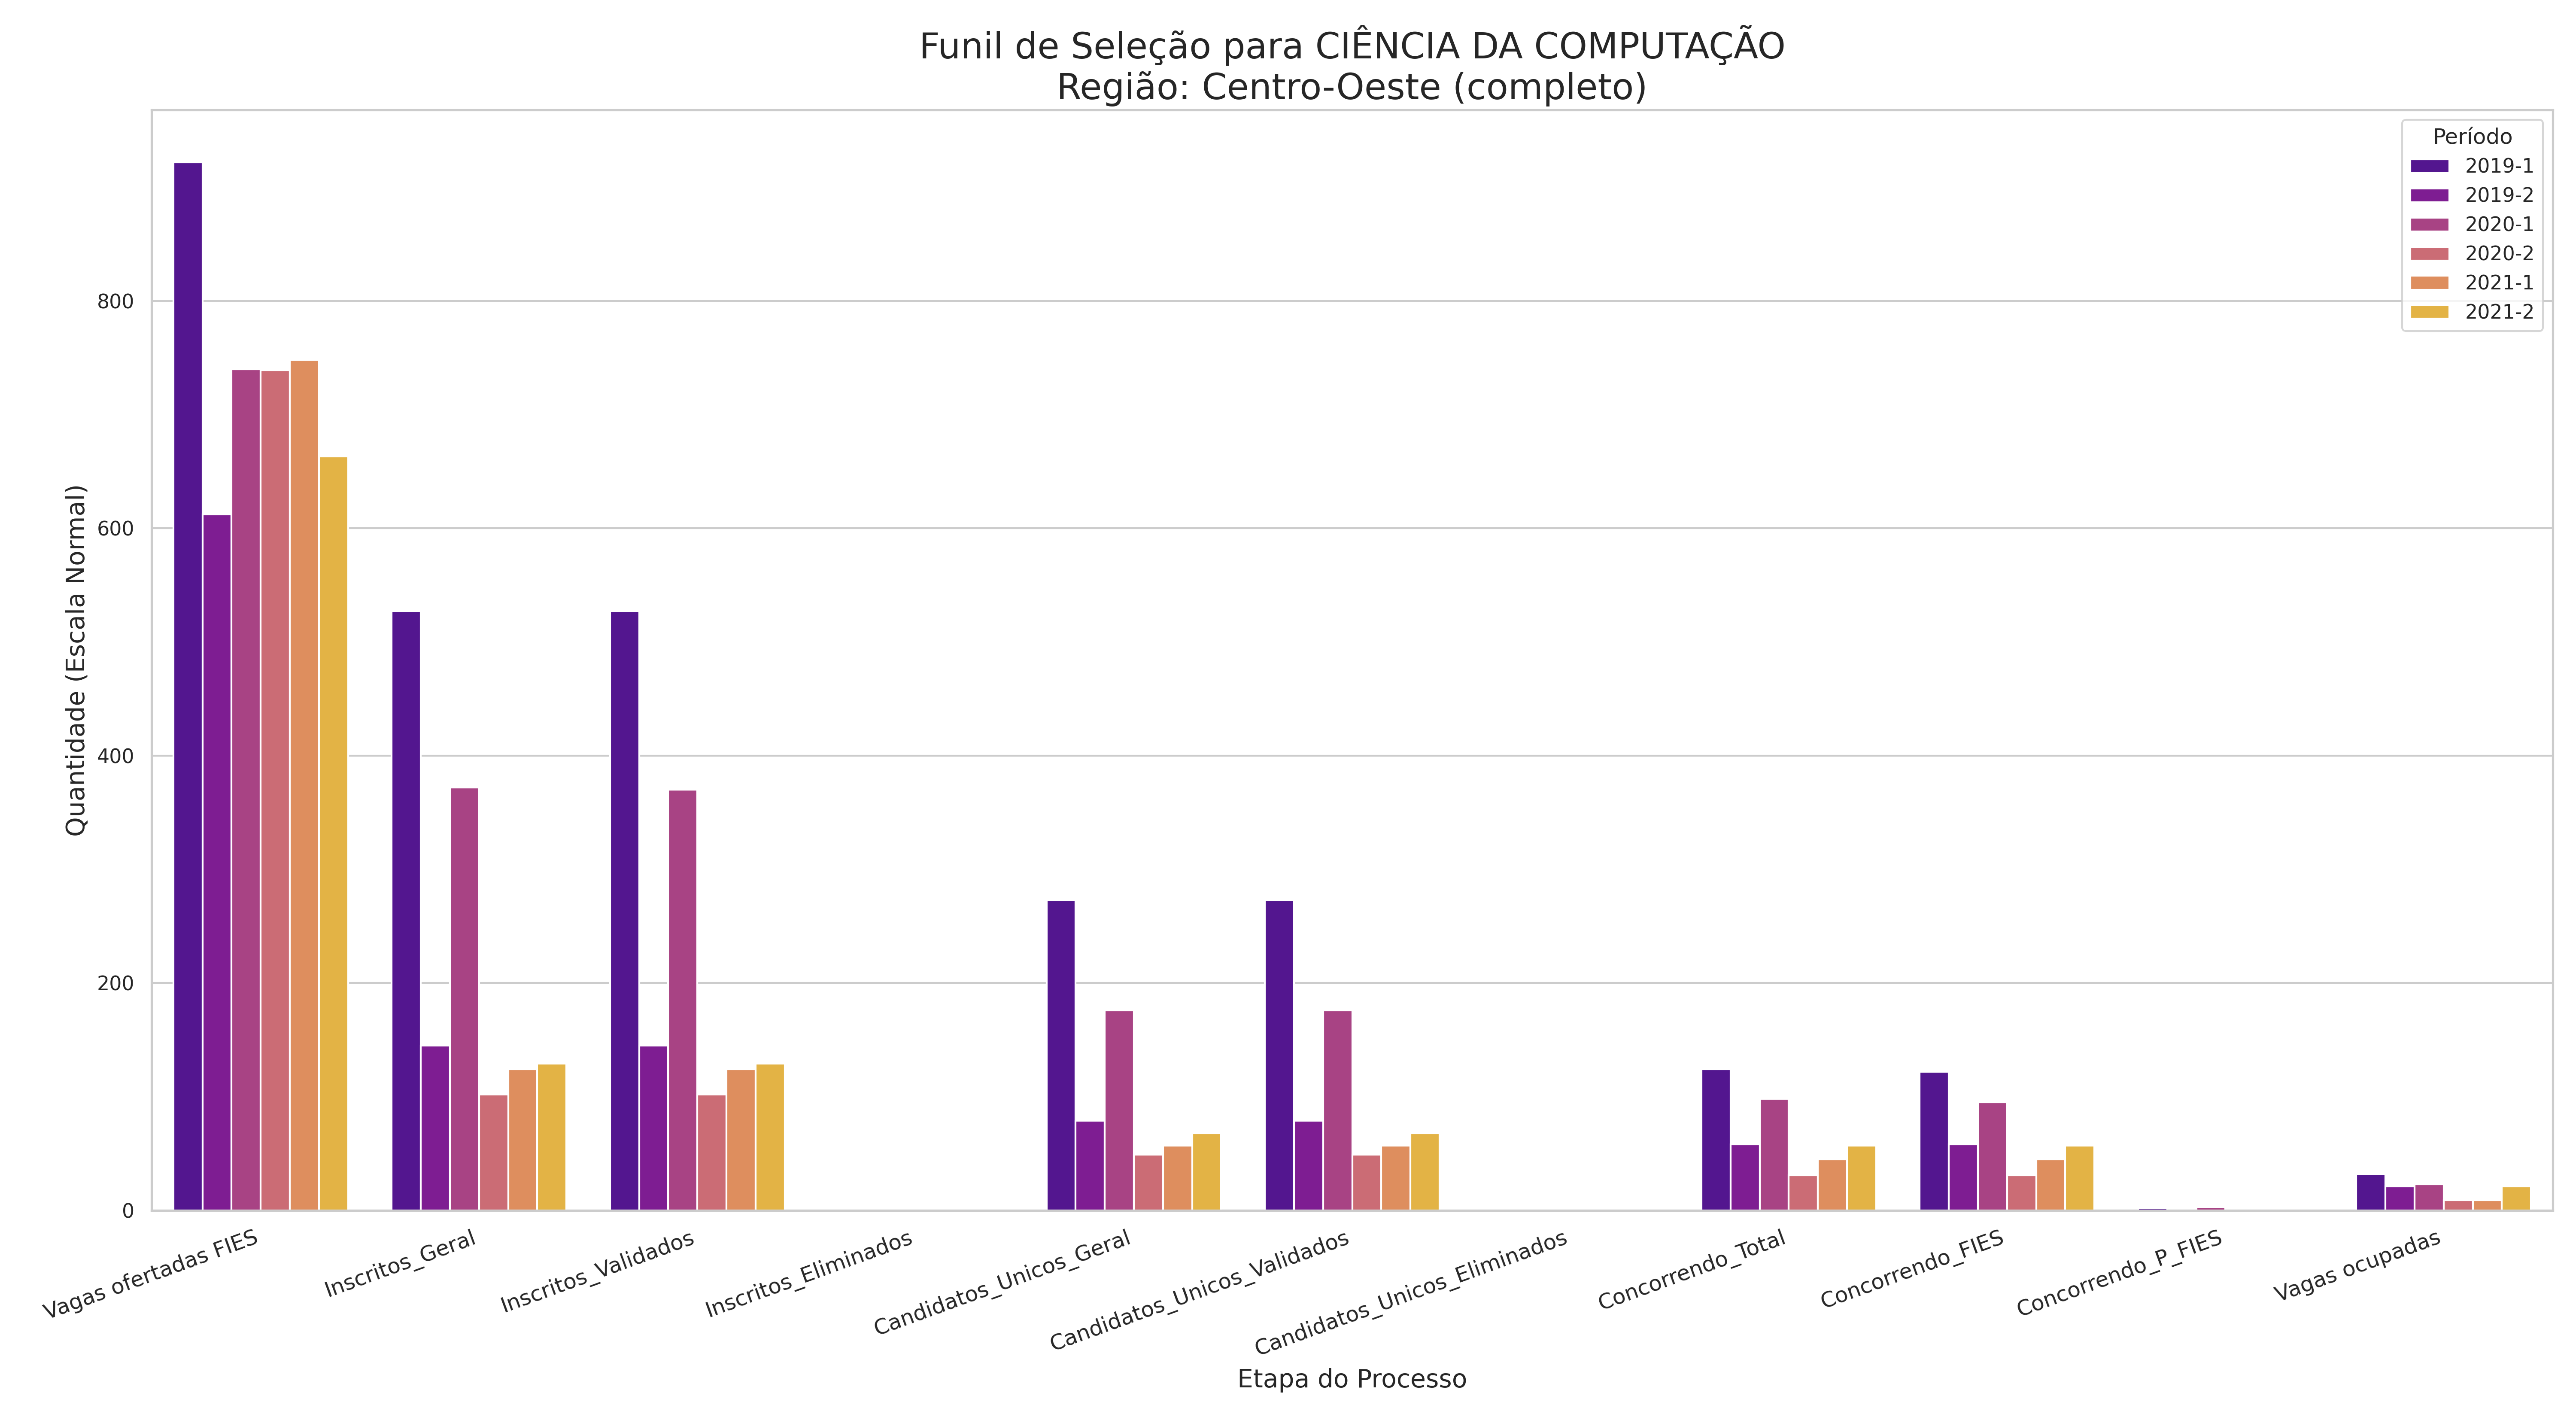 Funil de Seleção para CIÊNCIA DA COMPUTAÇÃO
Região: Centro-Oeste (completo)
Período
2019-1
2019-2
2020-1
2020-2
2021-1
2021-2
Quantidade (Escala Normal)
800
600
400
200
0
Vagas ofertadas FIES
Inscritos_Geral
Inscritos_Validados
Inscritos_Eliminados
Candidatos_Unicos_Geral
Candidatos_Unicos_Validados
Candidatos_Unicos_Eliminados
Concorrendo_Total
Concorrendo_FIES
Concorrendo_P_FIES
Vagas ocupadas
Etapa do Processo